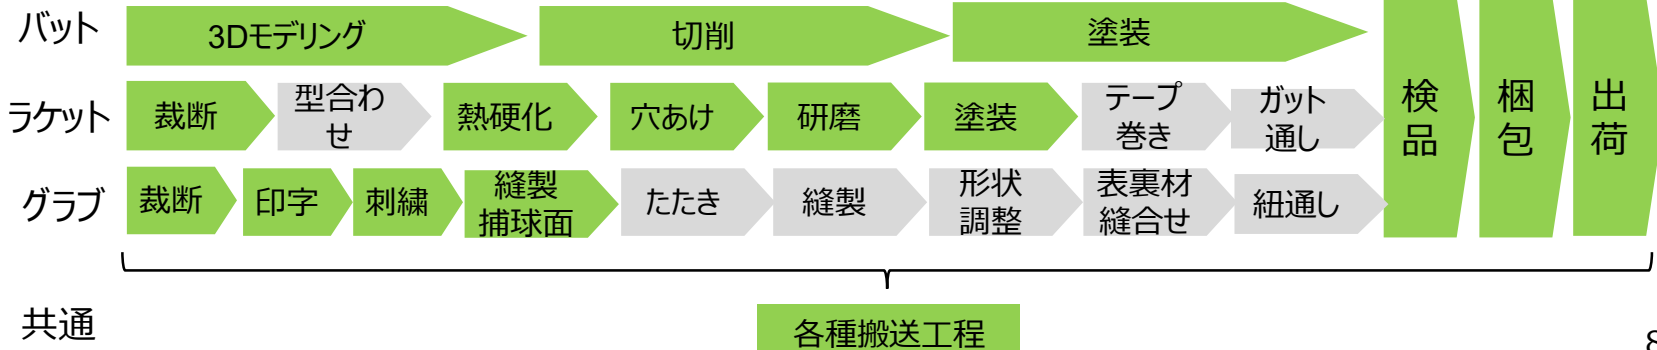 バット
3Dモデリング
切削
塗装
ラケット
裁断
型合わ
せ
熱硬化
穴あけ
研磨
塗装
テープ
巻き
ガット
通し
グラブ
裁断
印字
刺繍
縫製
捕球面
たたき
縫製
形状
調整
表裏材
縫合せ
紐通し
検
品
梱
包
出
荷
共通
各種搬送工程
8